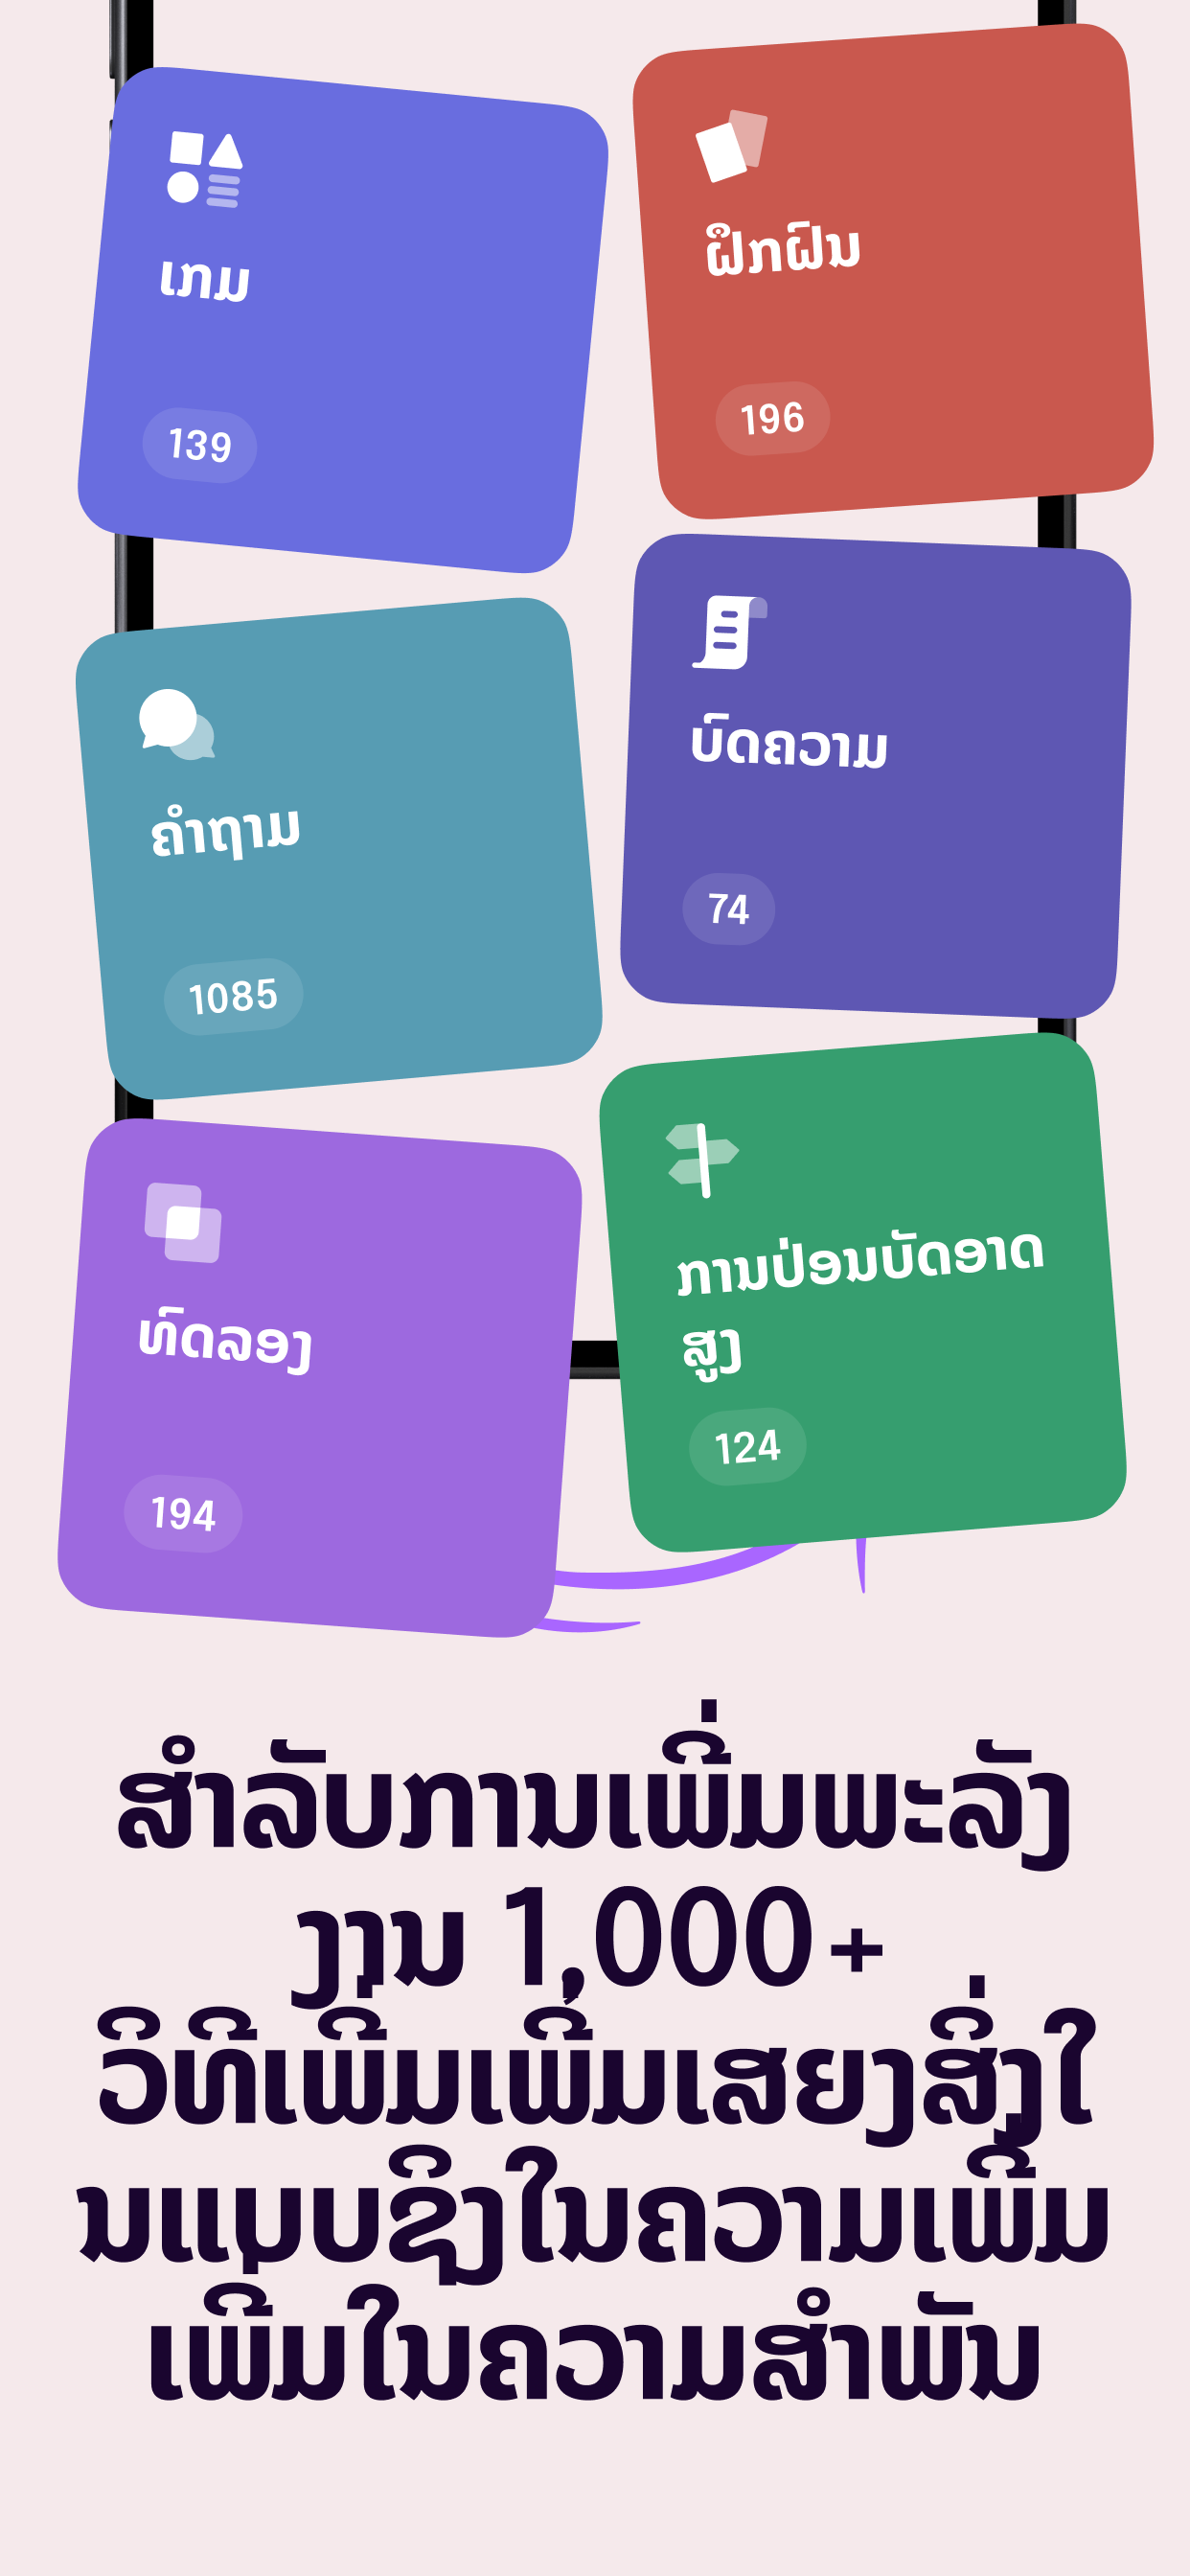 ເກມ
139
ຝຶກຝົນ
196
ຄຳຖາມ
1085
ບົດຄວາມ
74
ທົດລອງ
194
ການປ່ອນບັດອາດ
ສູງ
124
ສຳລັບການເພີ່ມພະລັງ
ງານ 1,000+
ວິທີເພີ່ມເພີ່ມເສຍງສິ່ງໃ
ນແບບຊິງໃນຄວາມເພີ່ມ
ເພີ່ມໃນຄວາມສຳພັນ